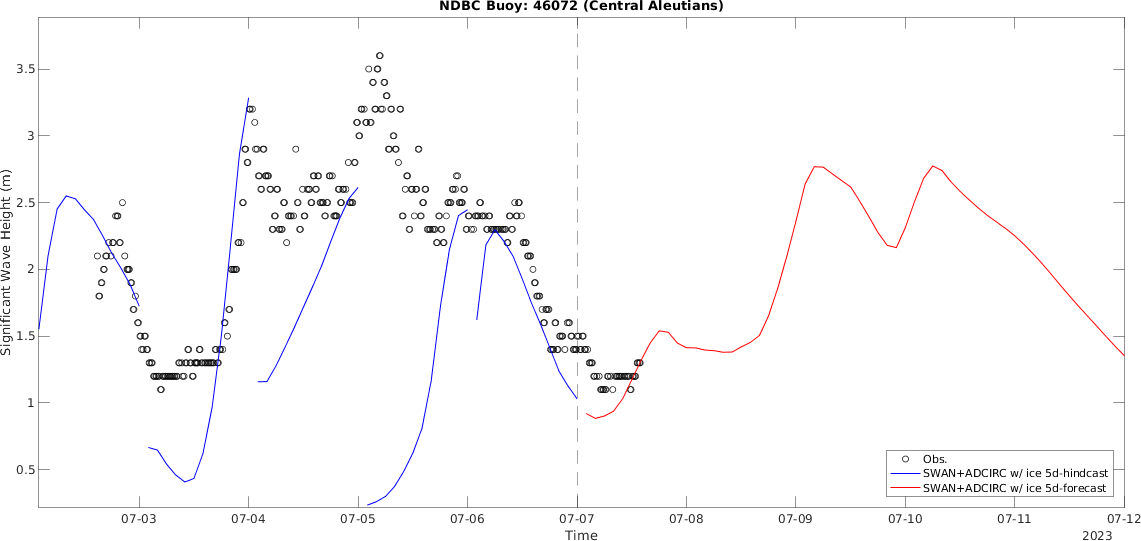 NDBC Buoy: 46072 (Central Aleutians)
Significant Wave Height (m)
3.5
3
2.5
2
1.5
1
0.5
Obs.
SWAN+ADCIRC w/ ice 5d-hindcast
SWAN+ADCIRC w/ ice 5d-forecast
07-03 07-04 07-05 07-06 07-07 07-08 07-09 07-10 07-11 07-12
Time
2023